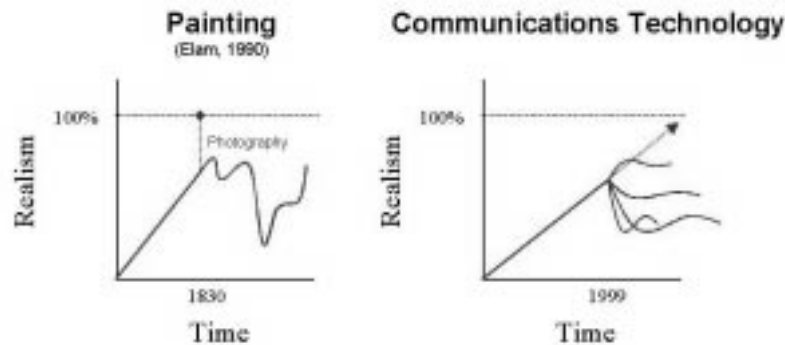 Painting
(Elam, 1990)
100%
Photography
Realism
1830
Time
Communications Technology
100%
Realism
1999
Time